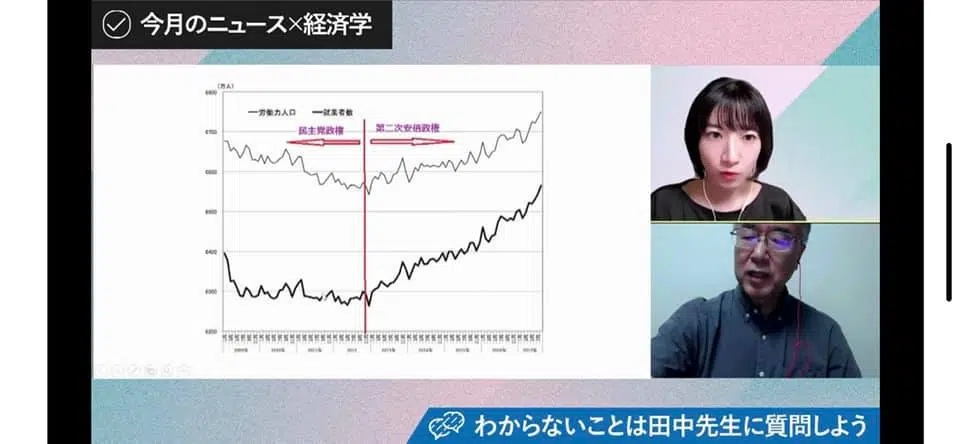 今月のニュース×経済学
(万人)
6800
労働力人口
就業者数
民主党政権
第二次安倍政権
6700
6600
6500
6400
6300
6200
わからないことは田中先生に質問しよう